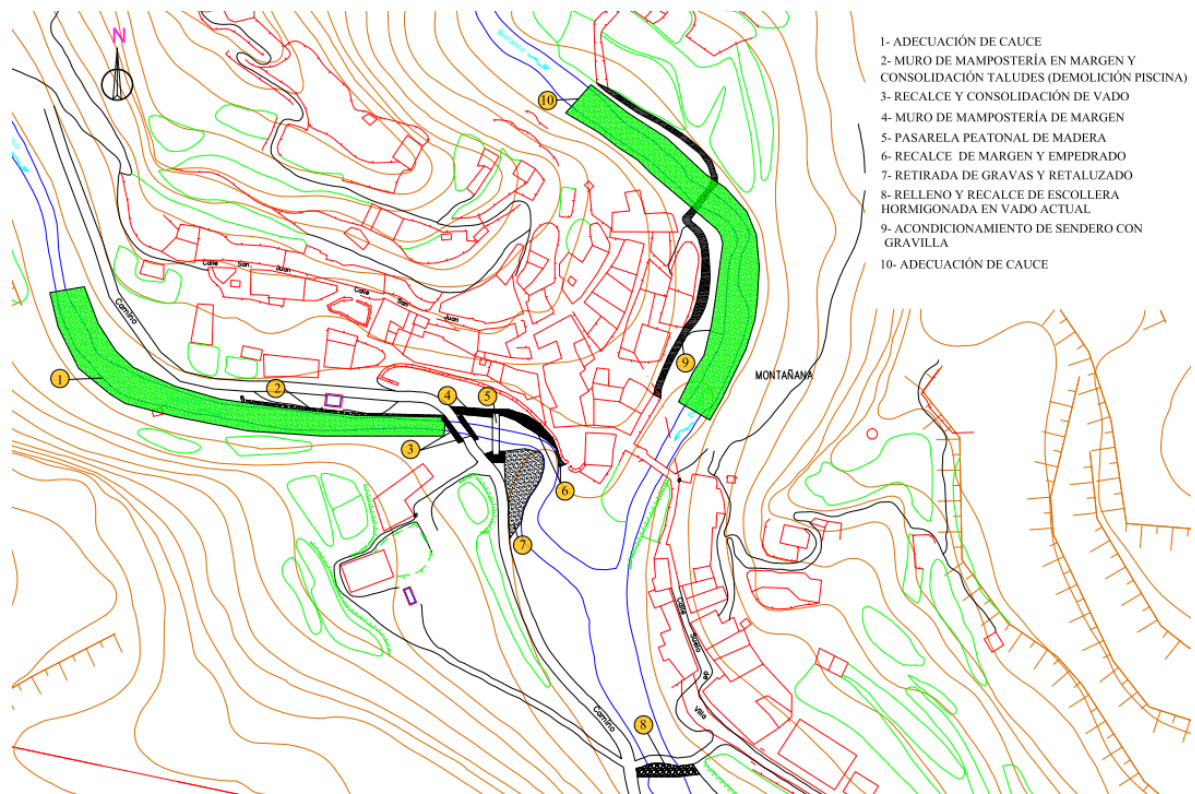 N
Barranco
1- ADECUACIÓN DE CAUCE
2- MURO DE MAMPOSTERÍA EN MARGEN Y
CONSOLIDACIÓN TALUDES (DEMOLICIÓN PISCINA)
3- RECALCE Y CONSOLIDACIÓN DE VADO
4- MURO DE MAMPOSTERÍA DE MARGEN
5- PASARELA PEATONAL DE MADERA
6- RECALCE DE MARGEN Y EMPEDRADO
7- RETIRADA DE GRAVAS Y RETALUZADO
8- RELLENO Y RECALCE DE ESCOLLERA
HORMIGONADA EN VADO ACTUAL
9- ACONDICIONAMIENTO DE SENDERO CON
GRAVILLA
10- ADECUACIÓN DE CAUCE
10
Calle San Juan
Calle San Juan
Camino
9
MONTAÑANA
1
2
4
5
3
6
7
Calle Suelo de Villa
Camino
8